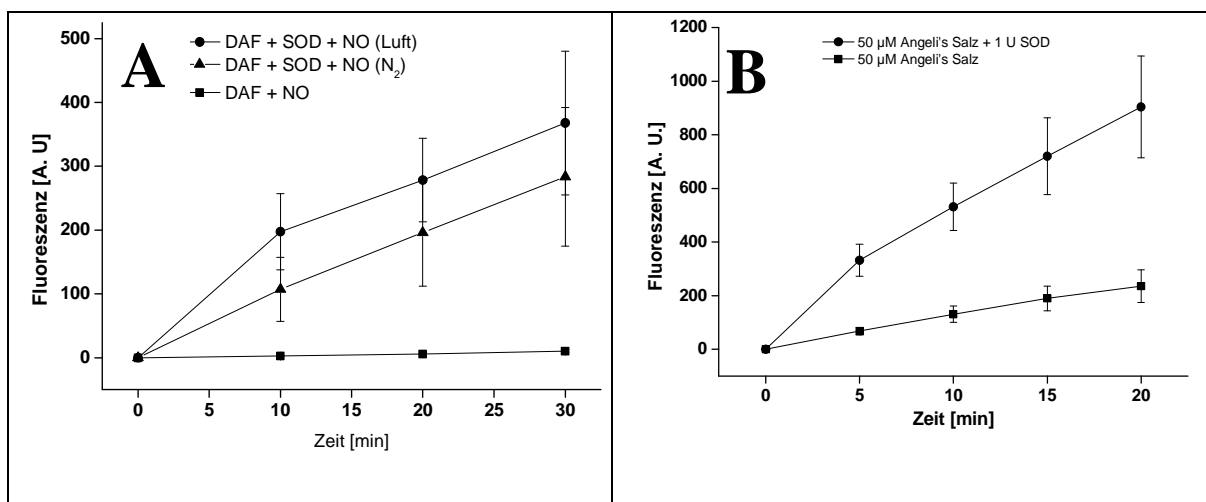 A
DAF + SOD + NO (Luft)
DAF + SOD + NO (N₂)
DAF + NO
Fluoreszenz [A. U]
500
400
300
200
100
0
0 5 10 15 20 25 30
Zeit [min]
B
50 µM Angeli's Salz + 1 U SOD
50 µM Angeli's Salz
Fluoreszenz [A. U.]
1200
1000
800
600
400
200
0
0 5 10 15 20
Zeit [min]